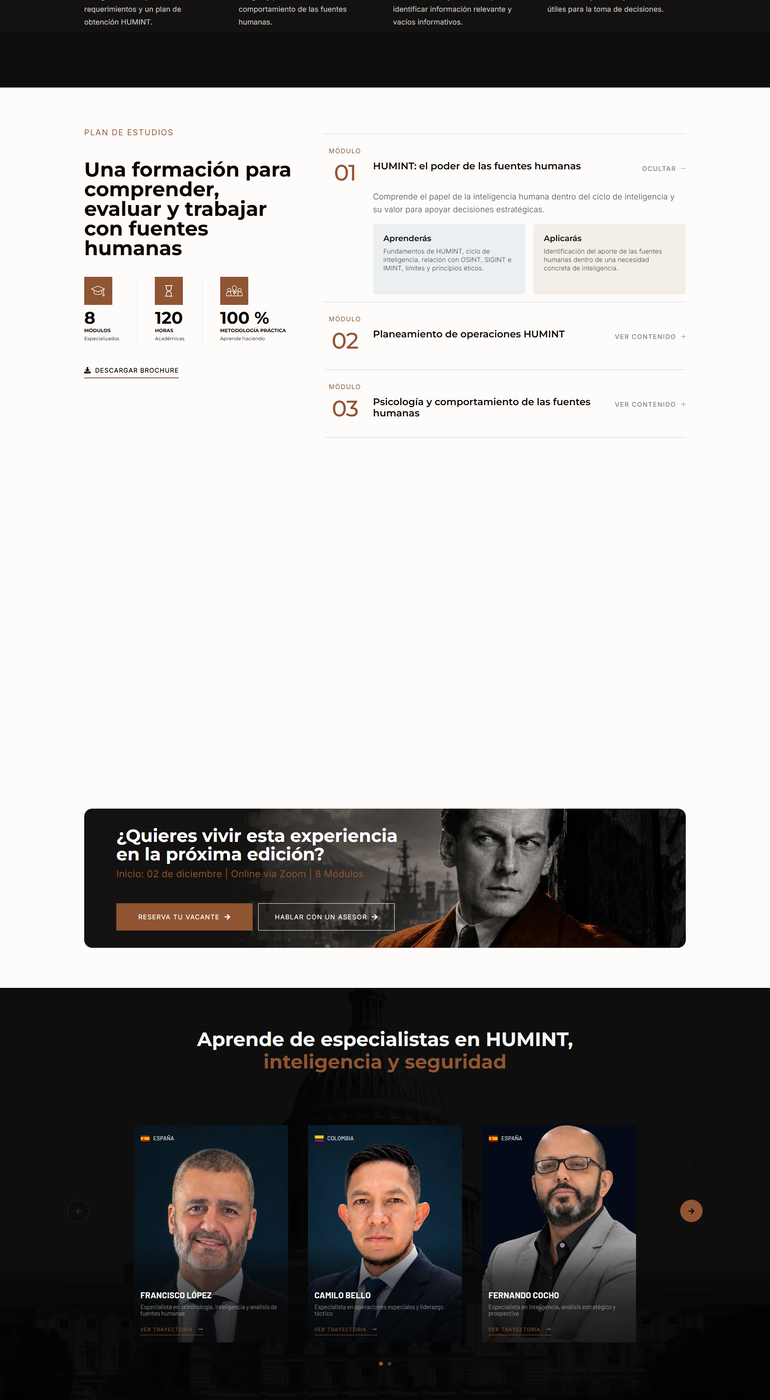 requerimientos y un plan de
obtención HUMINT.
comportamiento de las fuentes
humanas.
identificar información relevante y
vacíos informativos.
útiles para la toma de decisiones.
PLAN DE ESTUDIOS
Una formación para
comprender,
evaluar y trabajar
con fuentes
humanas
8
MÓDULOS
Especializados
120
HORAS
Académicas
100 %
METODOLOGÍA PRÁCTICA
Aprende haciendo
DESCARGAR BROCHURE
MÓDULO
01
HUMINT: el poder de las fuentes humanas
OCULTAR −
Comprende el papel de la inteligencia humana dentro del ciclo de inteligencia y
su valor para apoyar decisiones estratégicas.
Aprenderás
Fundamentos de HUMINT, ciclo de
inteligencia, relación con OSINT, SIGINT e
IMINT, límites y principios éticos.
Aplicarás
Identificación del aporte de las fuentes
humanas dentro de una necesidad
concreta de inteligencia.
MÓDULO
02
Planeamiento de operaciones HUMINT
VER CONTENIDO +
MÓDULO
03
Psicología y comportamiento de las fuentes
humanas
VER CONTENIDO +
¿Quieres vivir esta experiencia
en la próxima edición?
Inicio: 02 de diciembre | Online vía Zoom | 8 Módulos
RESERVA TU VACANTE →
HABLAR CON UN ASESOR →
Aprende de especialistas en HUMINT,
inteligencia y seguridad
ESPAÑA
FRANCISCO LÓPEZ
Especialista en criminología, inteligencia y análisis de
fuentes humanas
VER TRAYECTORIA →
COLOMBIA
CAMILO BELLO
Especialista en operaciones especiales y liderazgo
táctico
VER TRAYECTORIA →
ESPAÑA
FERNANDO COCHO
Especialista en inteligencia, análisis estratégico y
prospectiva
VER TRAYECTORIA →